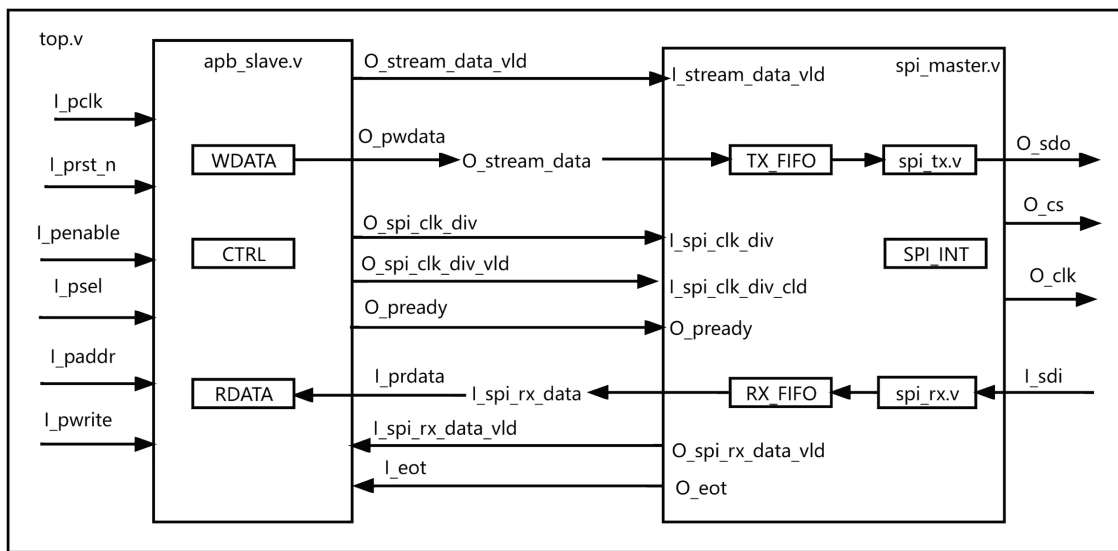 top.v
apb_slave.v
spi_master.v
O_stream_data_vld
I_stream_data_vld
I_pclk
I_prst_n
I_penable
I_psel
I_paddr
I_pwrite
WDATA
O_pwdata
O_stream_data
TX_FIFO
spi_tx.v
O_sdo
O_cs
O_clk
CTRL
O_spi_clk_div
I_spi_clk_div
O_spi_clk_div_vld
I_spi_clk_div_cld
O_pready
O_pready
SPI_INT
RDATA
I_prdata
I_spi_rx_data
RX_FIFO
spi_rx.v
I_sdi
I_spi_rx_data_vld
O_spi_rx_data_vld
I_eot
O_eot